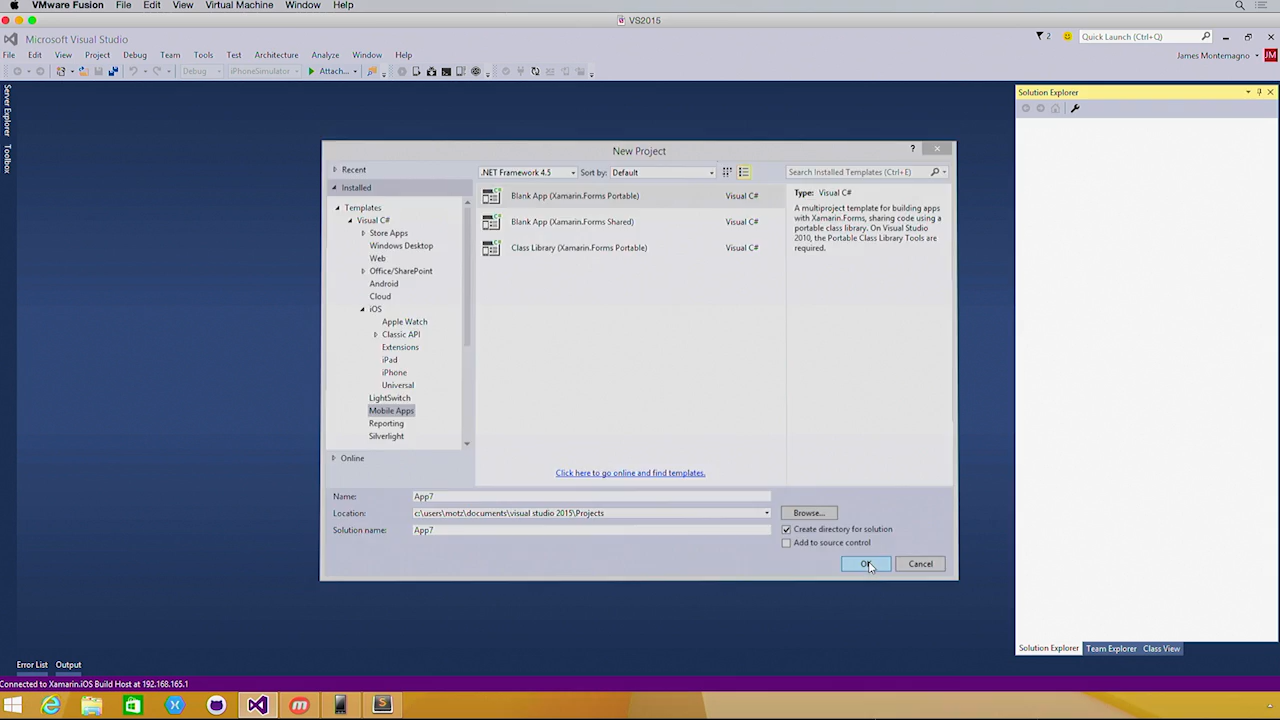 VMware Fusion File Edit View Virtual Machine Window Help
VS2015
Microsoft Visual Studio
2
Quick Launch (Ctrl+Q)
File Edit View Project Debug Team Tools Test Architecture Analyze Window Help
James Montemagno JM
Debug iPhoneSimulator Attach...
Server Explorer
Toolbox
Solution Explorer
New Project
?
Recent
Installed
.NET Framework 4.5 Sort by: Default
Search Installed Templates (Ctrl+E)
Templates
Visual C#
Store Apps
Windows Desktop
Web
Office/SharePoint
Android
Cloud
iOS
Apple Watch
Classic API
Extensions
iPad
iPhone
Universal
LightSwitch
Mobile Apps
Reporting
Silverlight
Online
Blank App (Xamarin.Forms Portable) Visual C#
Blank App (Xamarin.Forms Shared) Visual C#
Class Library (Xamarin.Forms Portable) Visual C#
Click here to go online and find templates.
Type: Visual C#
A multiproject template for building apps
with Xamarin.Forms, sharing code using a
portable class library. On Visual Studio
2010, the Portable Class Library Tools are
required.
Name: App7
Location: c:\users\motz\documents\visual studio 2015\Projects
Browse...
Solution name: App7
Create directory for solution
Add to source control
OK Cancel
Solution Explorer Team Explorer Class View
Error List Output
Connected to Xamarin.iOS Build Host at 192.168.165.1